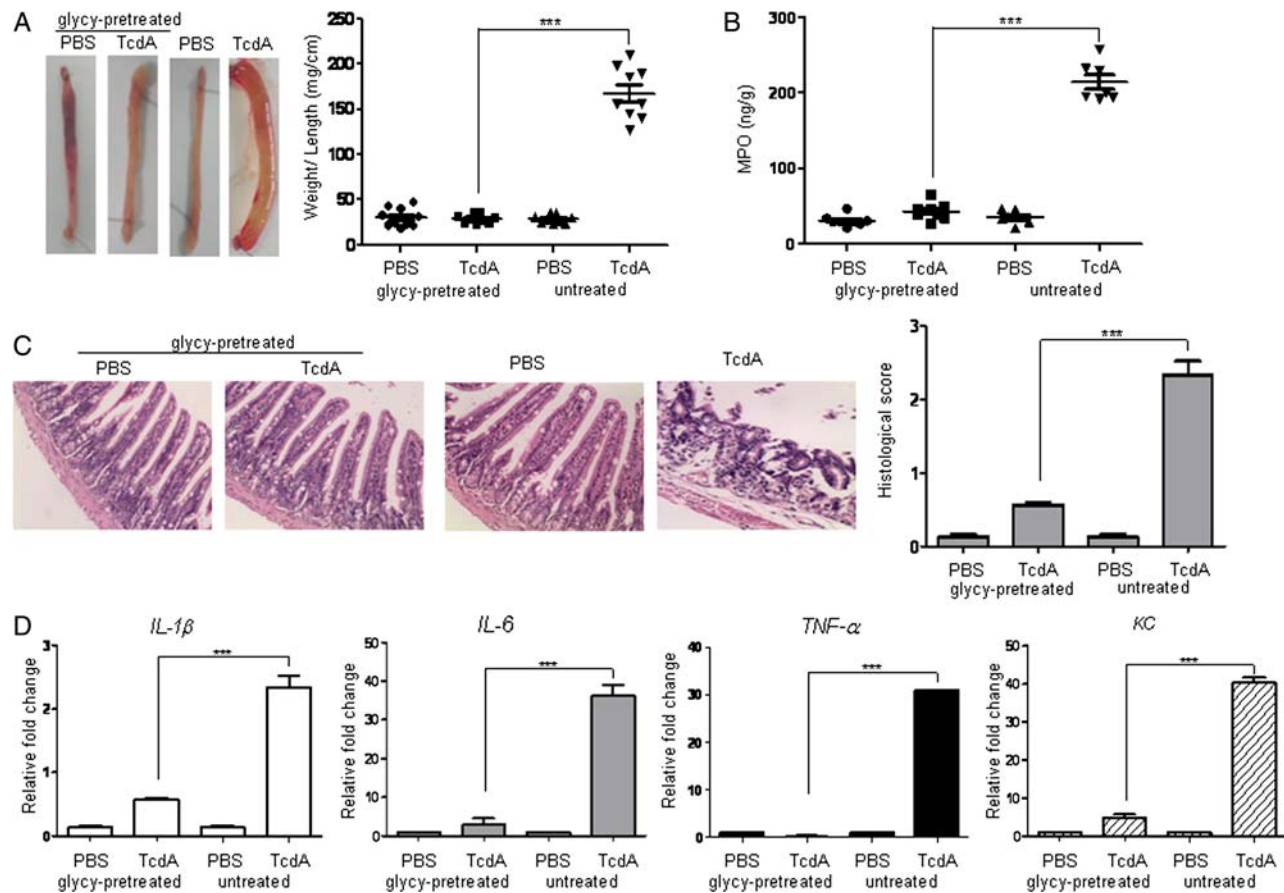 A
glycy-pretreated
PBS TcdA PBS TcdA
Weight/ Length (mg/cm)
250
200
150
100
50
0
***
PBS TcdA PBS TcdA
glycy-pretreated untreated
B
MPO (ng/g)
300
200
100
0
***
PBS TcdA PBS TcdA
glycy-pretreated untreated
C
glycy-pretreated
PBS TcdA PBS TcdA
Histological score
3
2
1
0
***
PBS TcdA PBS TcdA
glycy-pretreated untreated
D
IL-1β
Relative fold change
3
2
1
0
***
PBS TcdA PBS TcdA
glycy-pretreated untreated
IL-6
Relative fold change
50
40
30
20
10
0
***
PBS TcdA PBS TcdA
glycy-pretreated untreated
TNF-α
Relative fold change
40
30
20
10
0
***
PBS TcdA PBS TcdA
glycy-pretreated untreated
KC
Relative fold change
50
40
30
20
10
0
***
PBS TcdA PBS TcdA
glycy-pretreated untreated